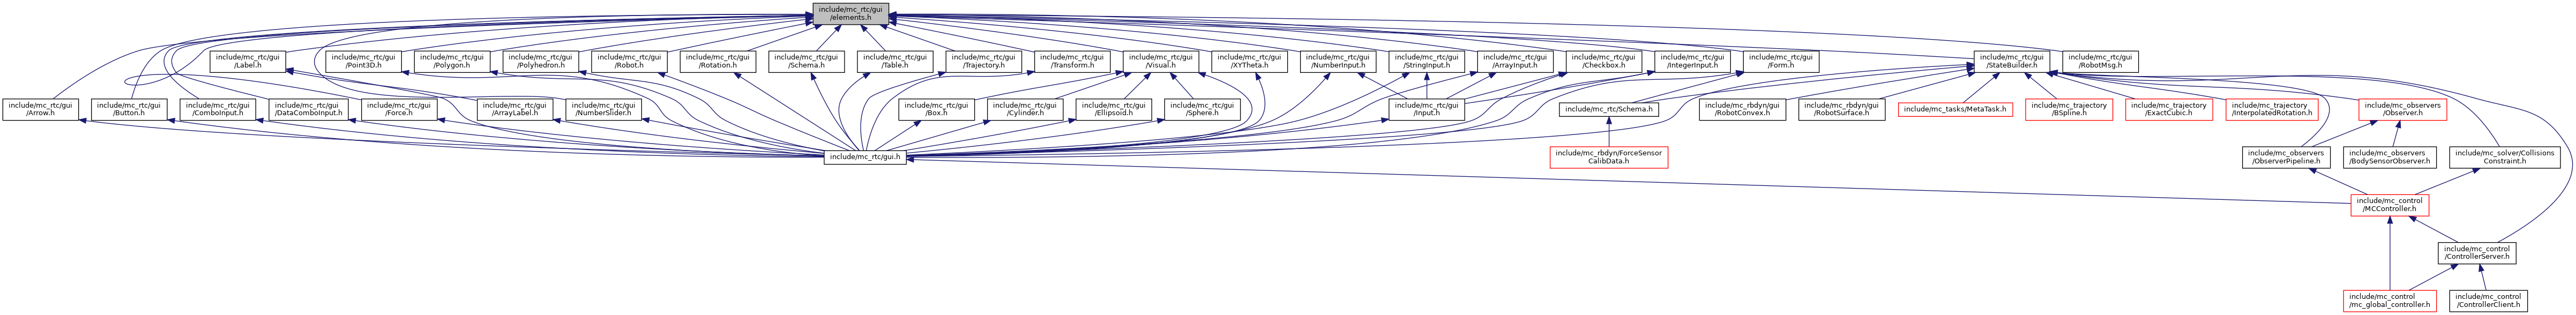 include/mc_rtc/gui
/elements.h
include/mc_rtc/gui
/Label.h
include/mc_rtc/gui
/Point3D.h
include/mc_rtc/gui
/Polygon.h
include/mc_rtc/gui
/Polyhedron.h
include/mc_rtc/gui
/Robot.h
include/mc_rtc/gui
/Rotation.h
include/mc_rtc/gui
/Schema.h
include/mc_rtc/gui
/Table.h
include/mc_rtc/gui
/Trajectory.h
include/mc_rtc/gui
/Transform.h
include/mc_rtc/gui
/Visual.h
include/mc_rtc/gui
/XYTheta.h
include/mc_rtc/gui
/NumberInput.h
include/mc_rtc/gui
/StringInput.h
include/mc_rtc/gui
/ArrayInput.h
include/mc_rtc/gui
/Checkbox.h
include/mc_rtc/gui
/IntegerInput.h
include/mc_rtc/gui
/Form.h
include/mc_rtc/gui
/StateBuilder.h
include/mc_rtc/gui
/RobotMsg.h
include/mc_rtc/gui
/Arrow.h
include/mc_rtc/gui
/Button.h
include/mc_rtc/gui
/ComboInput.h
include/mc_rtc/gui
/DataComboInput.h
include/mc_rtc/gui
/Force.h
include/mc_rtc/gui
/ArrayLabel.h
include/mc_rtc/gui
/NumberSlider.h
include/mc_rtc/gui
/Box.h
include/mc_rtc/gui
/Cylinder.h
include/mc_rtc/gui
/Ellipsoid.h
include/mc_rtc/gui
/Sphere.h
include/mc_rtc/gui
/Input.h
include/mc_rtc/Schema.h
include/mc_rbdyn/gui
/RobotConvex.h
include/mc_rbdyn/gui
/RobotSurface.h
include/mc_tasks/MetaTask.h
include/mc_trajectory
/BSpline.h
include/mc_trajectory
/ExactCubic.h
include/mc_trajectory
/InterpolatedRotation.h
include/mc_observers
/Observer.h
include/mc_rtc/gui.h
include/mc_rbdyn/ForceSensor
CalibData.h
include/mc_observers
/ObserverPipeline.h
include/mc_observers
/BodySensorObserver.h
include/mc_solver/Collisions
Constraint.h
include/mc_control
/MCController.h
include/mc_control
/ControllerServer.h
include/mc_control
/mc_global_controller.h
include/mc_control
/ControllerClient.h